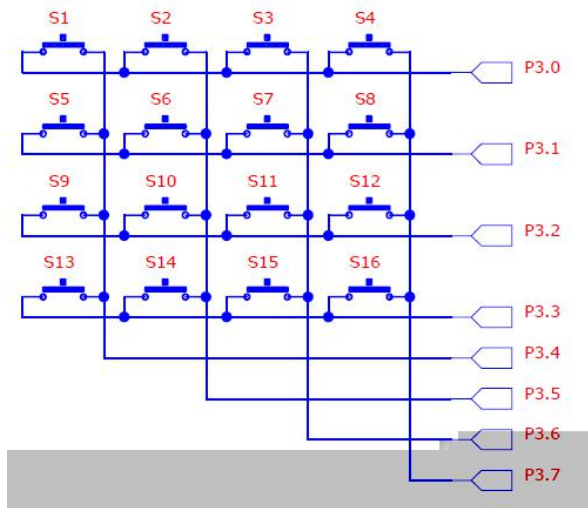 S1 S2 S3 S4
P3.0
S5 S6 S7 S8
P3.1
S9 S10 S11 S12
P3.2
S13 S14 S15 S16
P3.3
P3.4
P3.5
P3.6
P3.7